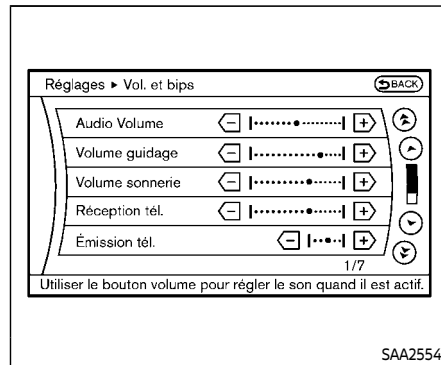 Réglages ▸ Vol. et bips
BACK
Audio Volume
Volume guidage
Volume sonnerie
Réception tél.
Émission tél.
1/7
Utiliser le bouton volume pour régler le son quand il est actif.
SAA2554